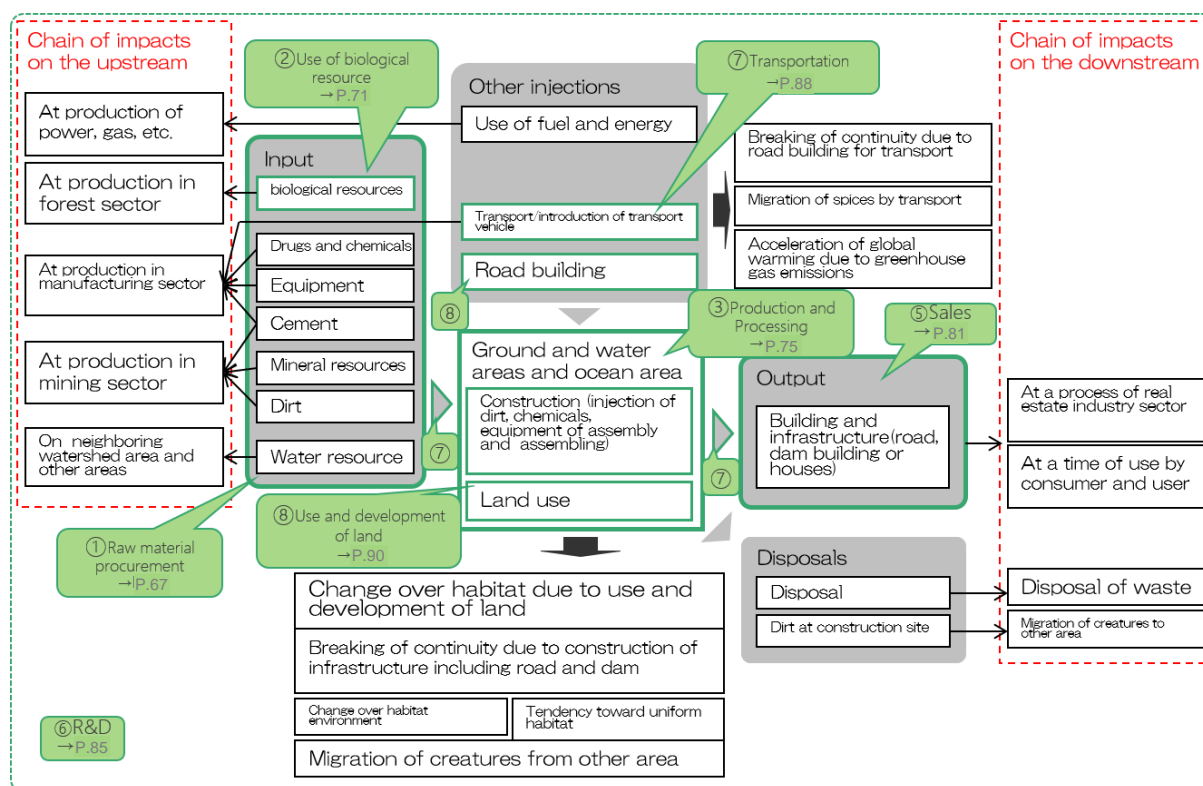 Chain of impacts
on the upstream
At production of
power, gas, etc.
At production in
forest sector
At production in
manufacturing sector
At production in
mining sector
On neighboring
watershed area and
other areas
②Use of biological
resource
→P.71
Input
biological resources
Drugs and chemicals
Equipment
Cement
Mineral resources
Dirt
Water resource
①Raw material
procurement
→P.67
Other injections
Use of fuel and energy
Transport/introduction of transport
vehicle
Road building
⑦Transportation
→P.88
Breaking of continuity due to
road building for transport
Migration of spices by transport
Acceleration of global
warming due to greenhouse
gas emissions
⑧
③Production and
Processing
→P.75
Ground and water
areas and ocean area
Construction (injection of
dirt, chemicals,
equipment of assembly
and assembling)
Land use
⑦
⑦
⑧Use and development
of land
→P.90
⑤Sales
→P.81
Output
Building and
infrastructure(road,
dam building or
houses)
Chain of impacts
on the downstream
At a process of real
estate industry sector
At a time of use by
consumer and user
Disposals
Disposal
Dirt at construction site
Disposal of waste
Migration of creatures to
other area
Change over habitat due to use and
development of land
Breaking of continuity due to construction of
infrastructure including road and dam
Change over habitat
environment
Tendency toward uniform
habitat
Migration of creatures from other area
⑥R&D
→P.85